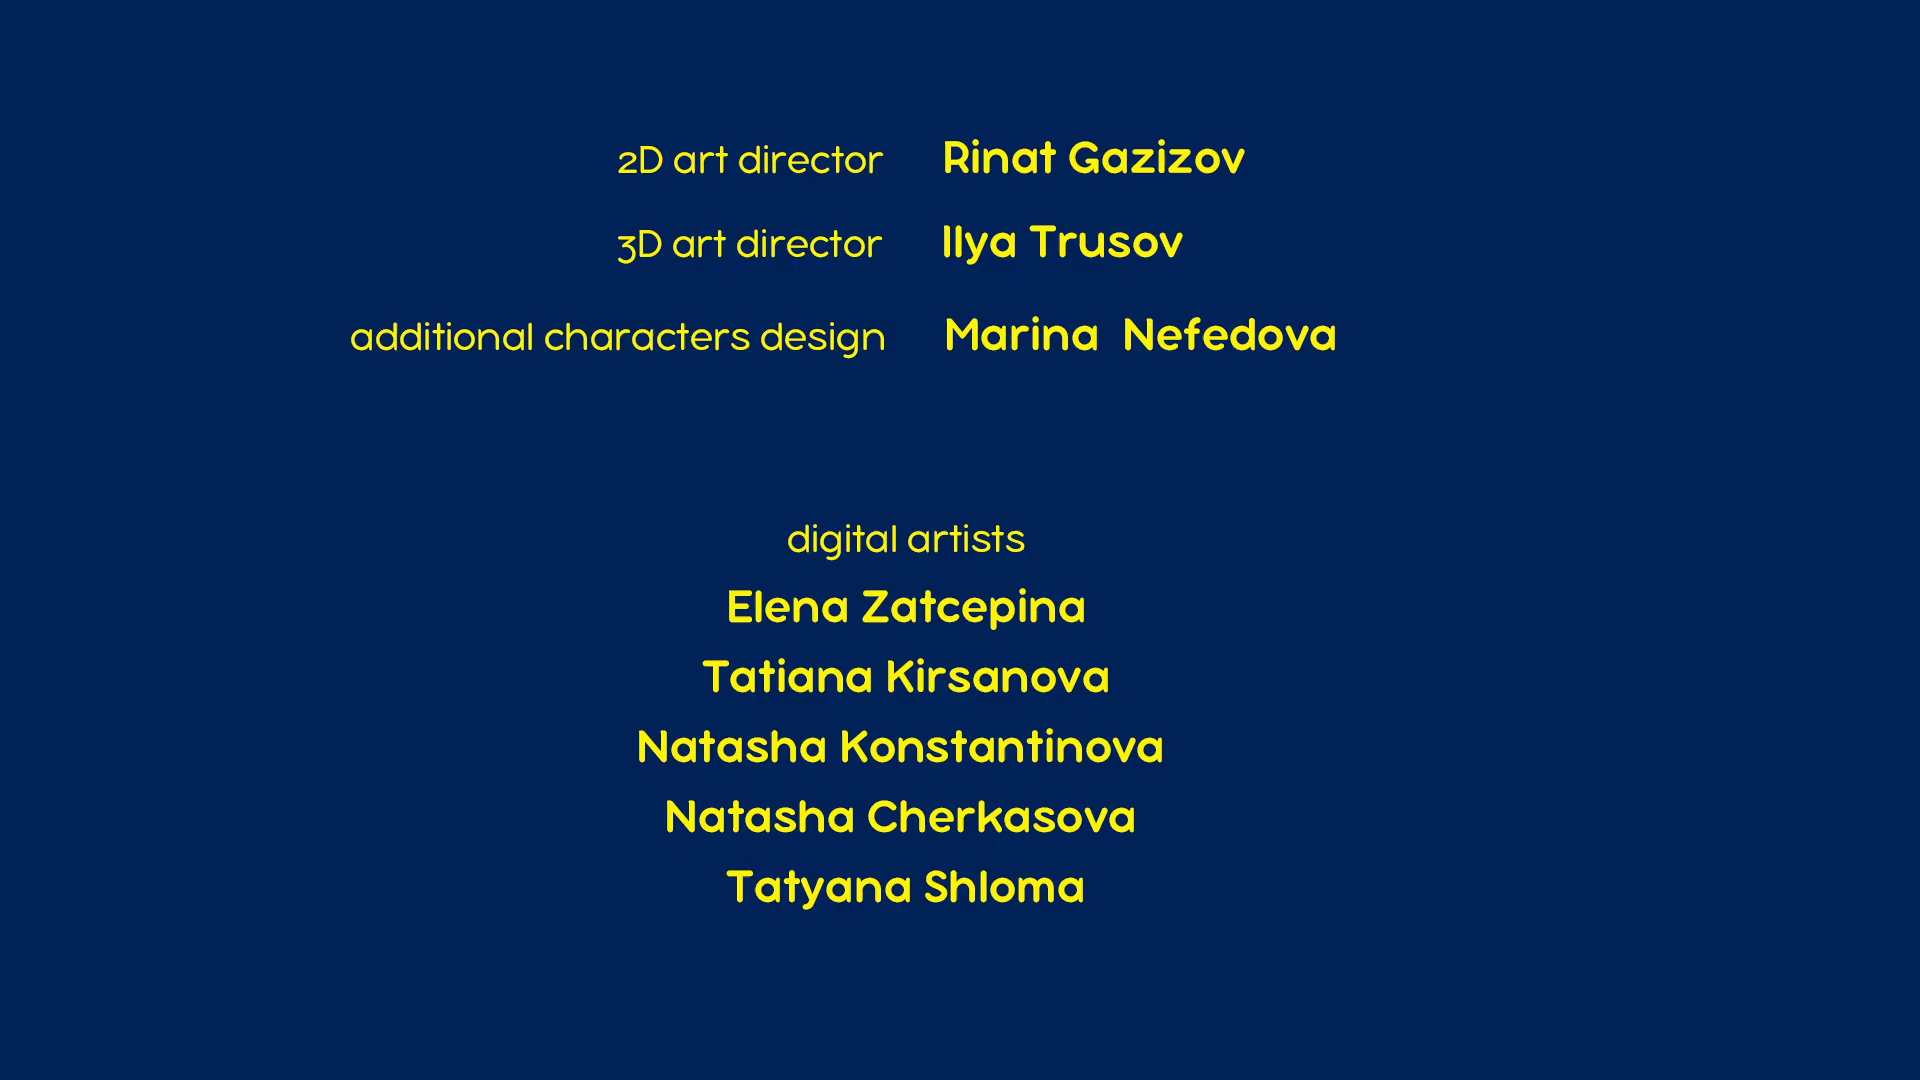 2D art director Rinat Gazizov
3D art director Ilya Trusov
additional characters design Marina Nefedova
digital artists
Elena Zatcepina
Tatiana Kirsanova
Natasha Konstantinova
Natasha Cherkasova
Tatyana Shloma